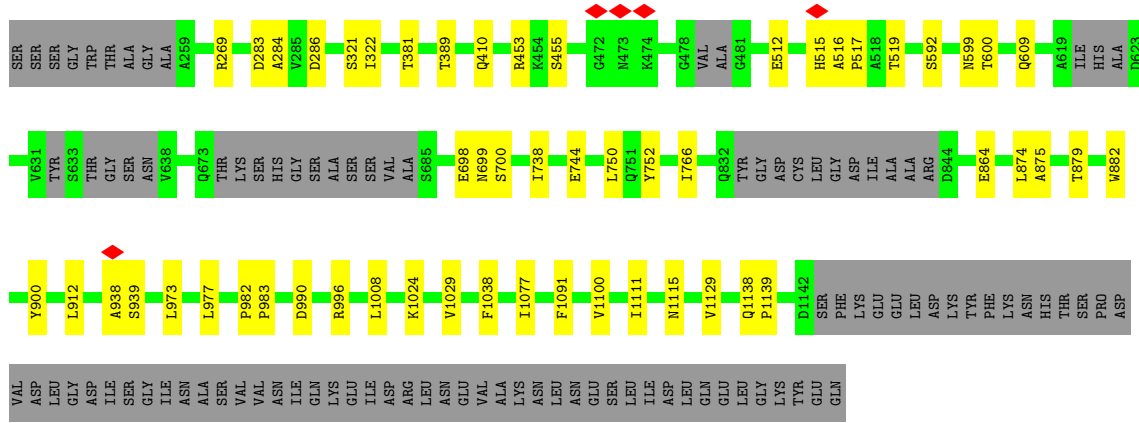 SER SER SER GLY TRP THR ALA GLY ALA A259 R269 D283 A284 V285 D286 S321 I322 T381 T389 Q410 R453 K454 S455 G472 N473 K474 G478 VAL ALA G481 E512 H515 A516 P517 A518 T519 S592 N599 T600 Q609 A619 ILE HIS ALA D623
V631 TYR S633 THR GLY SER ASN V638 Q673 THR LYS SER HIS GLY SER ALA SER SER VAL ALA S685 E698 N699 S700 I738 E744 L750 Q751 Y752 I766 Q832 TYR GLY ASP CYS LEU GLY ASP ILE ALA ALA ARG D844 E864 L874 A875 T879 W882
Y900 L912 A938 S939 L973 L977 P982 P983 D990 R996 L1008 K1024 V1029 F1038 I1077 F1091 V1100 I1111 N1115 V1129 Q1138 P1139 D1142 SER PHE LYS GLU GLU LEU ASP LYS TYR PHE LYS ASN HIS THR SER PRO ASP
VAL ASP LEU GLY ASP ILE SER GLY ILE ASN ALA SER VAL VAL ASN ILE GLN LYS GLU ILE ASP ARG LEU ASN GLU VAL ALA LYS ASN LEU ASN GLU SER LEU ILE ASP LEU GLN GLU LEU GLY LYS TYR GLU GLN